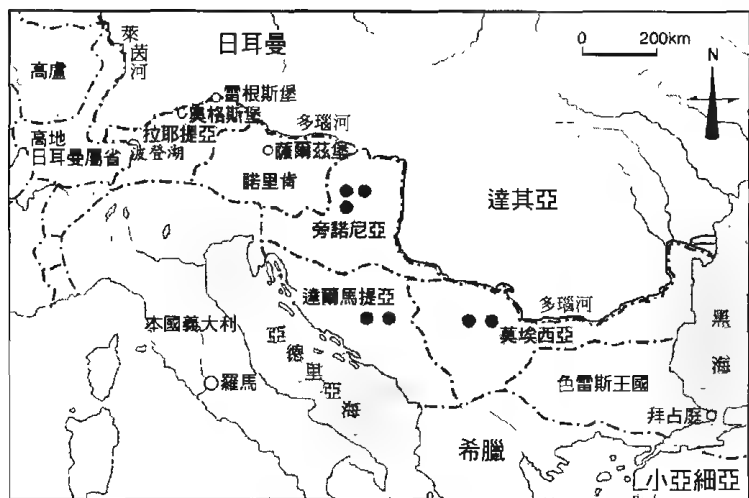 日耳曼
0 200km
N
萊茵河
高盧
雷根斯堡
奧格斯堡
多瑙河
高地
日耳曼屬省
拉耶提亞
波登湖
薩爾茲堡
諾里肯
達其亞
旁諾尼亞
達爾馬提亞
多瑙河
莫埃西亞
黑海
本國義大利
亞德里亞海
羅馬
色雷斯王國
拜占庭
希臘
小亞細亞